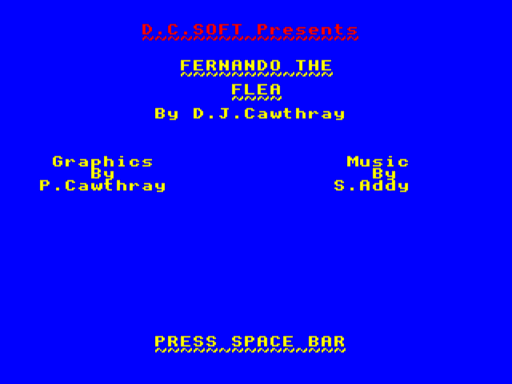 D.C.SOFT Presents
FERNANDO THE
FLEA
By D.J.Cawthray
Graphics
By
P.Cawthray
Music
By
S.Addy
PRESS SPACE BAR